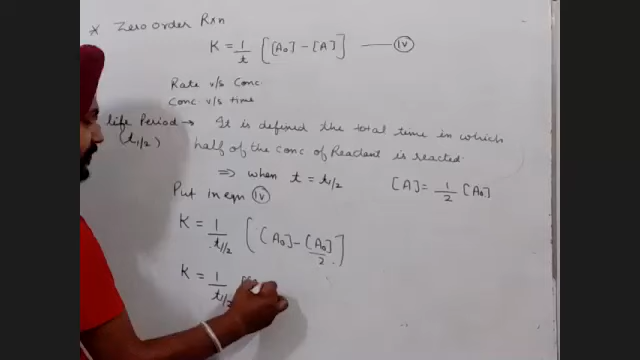 * Zero Order Rxn
K = 1/t [[A₀] - [A]] —— (iv)
Rate v/s Conc
Conc v/s time
life Period → It is defined the total time in which
(t1/2) half of the conc of Readant is reacted.
⇒ when t = t1/2 [A] = 1/2 [A₀]
Put in eqn (iv)
K = 1/t1/2 [[A₀] - [A₀]/2]
K = 1/t1/2 [